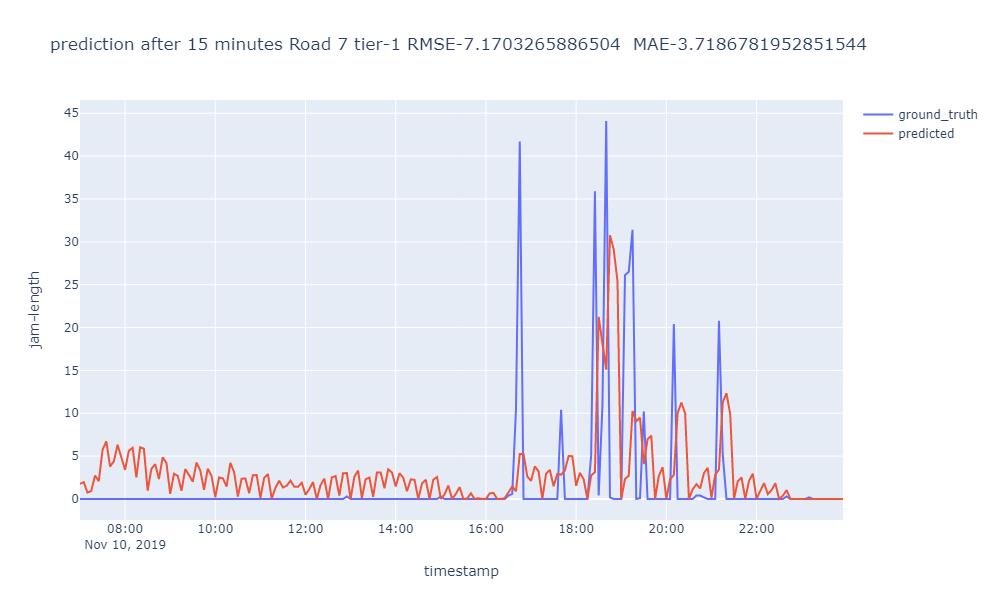 prediction after 15 minutes Road 7 tier-1 RMSE-7.1703265886504  MAE-3.7186781952851544
ground_truth
predicted
45
40
35
30
25
20
15
10
5
0
jam-length
08:00 10:00 12:00 14:00 16:00 18:00 20:00 22:00
Nov 10, 2019
timestamp